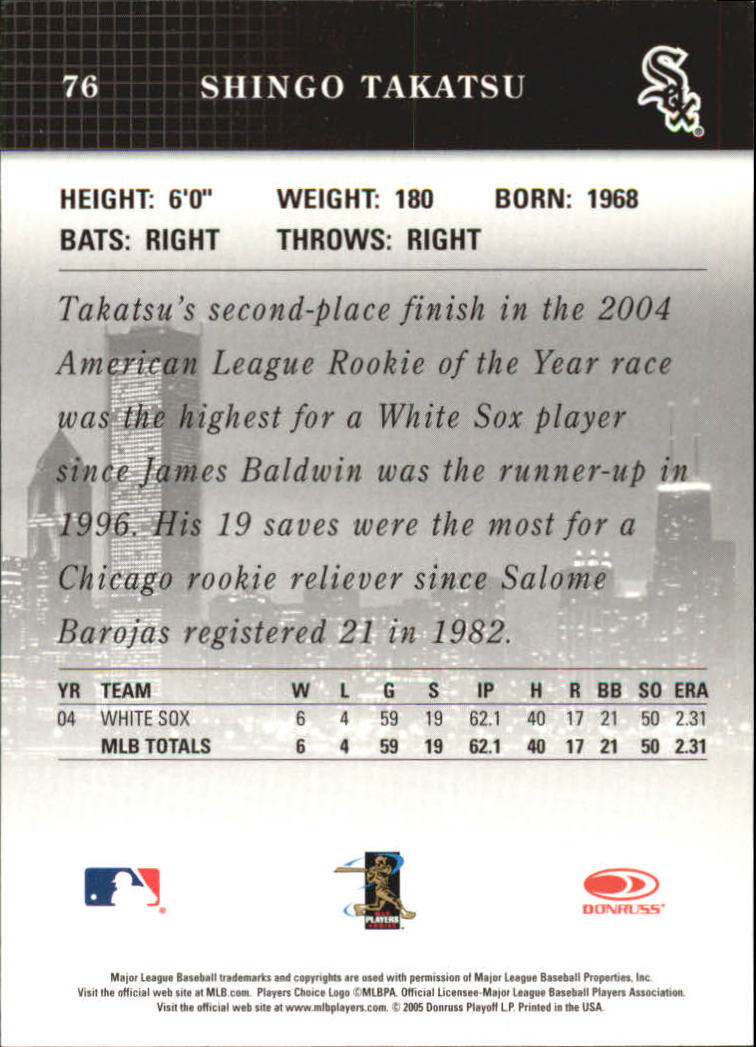 76 SHINGO TAKATSU Sox
HEIGHT: 6'0" WEIGHT: 180 BORN: 1968
BATS: RIGHT THROWS: RIGHT
Takatsu's second-place finish in the 2004
American League Rookie of the Year race
was the highest for a White Sox player
since James Baldwin was the runner-up in
1996. His 19 saves were the most for a
Chicago rookie reliever since Salome
Barojas registered 21 in 1982.
YR TEAM W L G S IP H R BB SO ERA
04 WHITE SOX 6 4 59 19 62.1 40 17 21 50 2.31
MLB TOTALS 6 4 59 19 62.1 40 17 21 50 2.31
PLAYERS
DONRUSS
Major League Baseball trademarks and copyrights are used with permission of Major League Baseball Properties, Inc.
Visit the official web site at MLB.com. Players Choice Logo ©MLBPA. Official Licensee-Major League Baseball Players Association.
Visit the official web site at www.mlbplayers.com. © 2005 Donruss Playoff L.P. Printed in the USA.